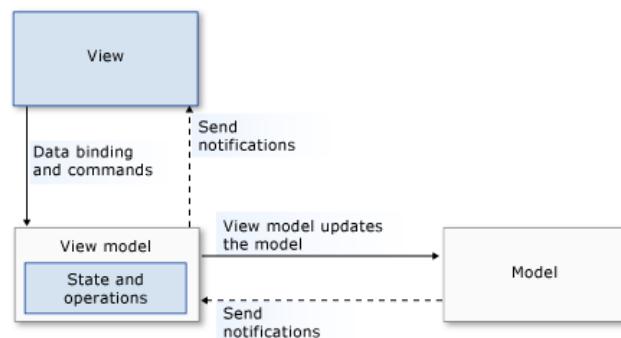 View
Send
notifications
Data binding
and commands
View model
State and
operations
View model updates
the model
Model
Send
notifications